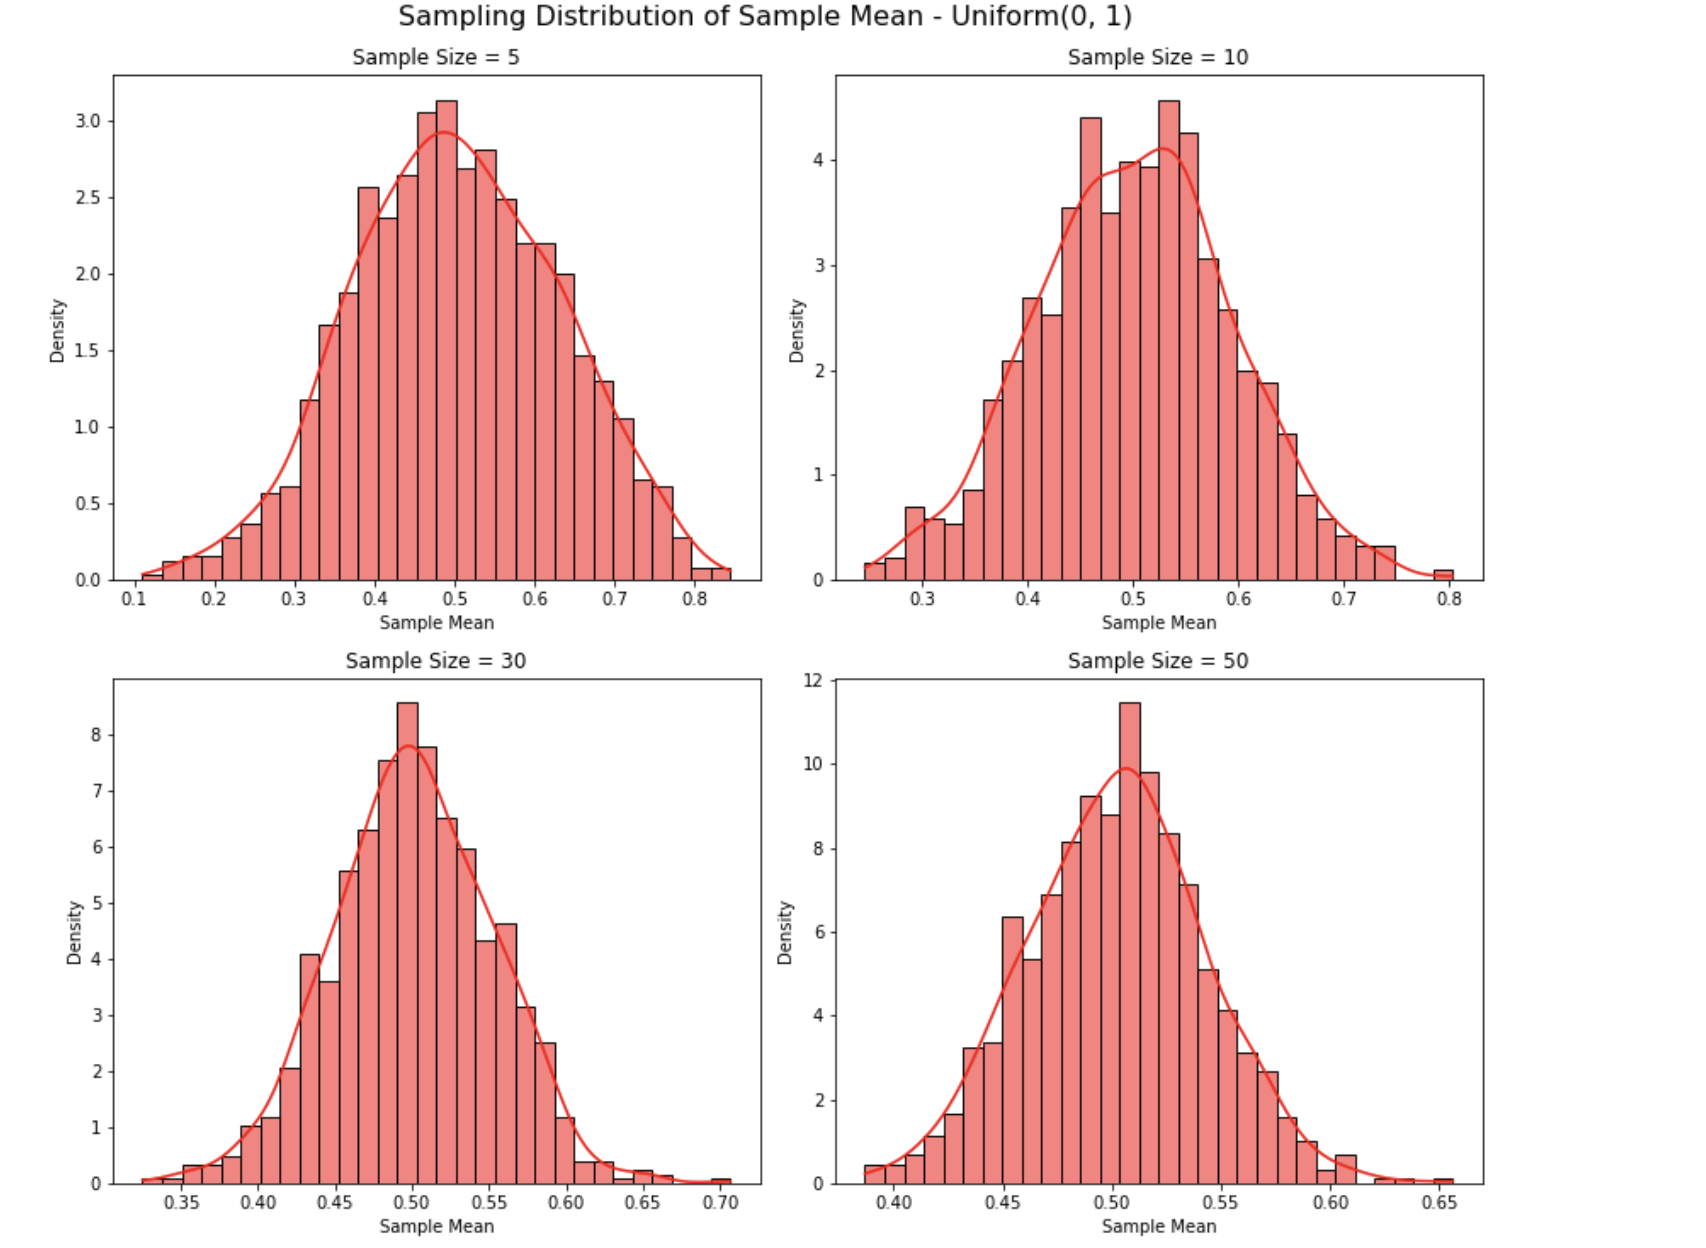 Sampling Distribution of Sample Mean - Uniform(0, 1)
Sample Size = 5
Density
3.0
2.5
2.0
1.5
1.0
0.5
0.0
0.1 0.2 0.3 0.4 0.5 0.6 0.7 0.8
Sample Mean
Sample Size = 10
Density
4
3
2
1
0
0.3 0.4 0.5 0.6 0.7 0.8
Sample Mean
Sample Size = 30
Density
8
7
6
5
4
3
2
1
0
0.35 0.40 0.45 0.50 0.55 0.60 0.65 0.70
Sample Mean
Sample Size = 50
Density
12
10
8
6
4
2
0
0.40 0.45 0.50 0.55 0.60 0.65
Sample Mean